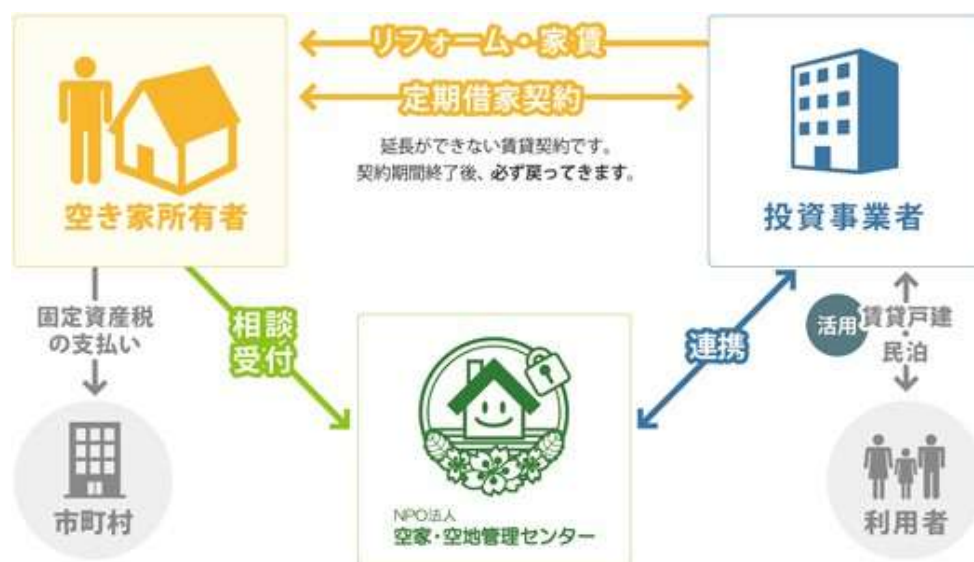 リフォーム・家賃
定期借家契約
延長ができない賃貸契約です。
契約期間終了後、必ず戻ってきます。
空き家所有者
投資事業者
固定資産税
の支払い
相談
受付
連携
活用
賃貸戸建
・
民泊
市町村
NPO法人
空家・空地管理センター
利用者